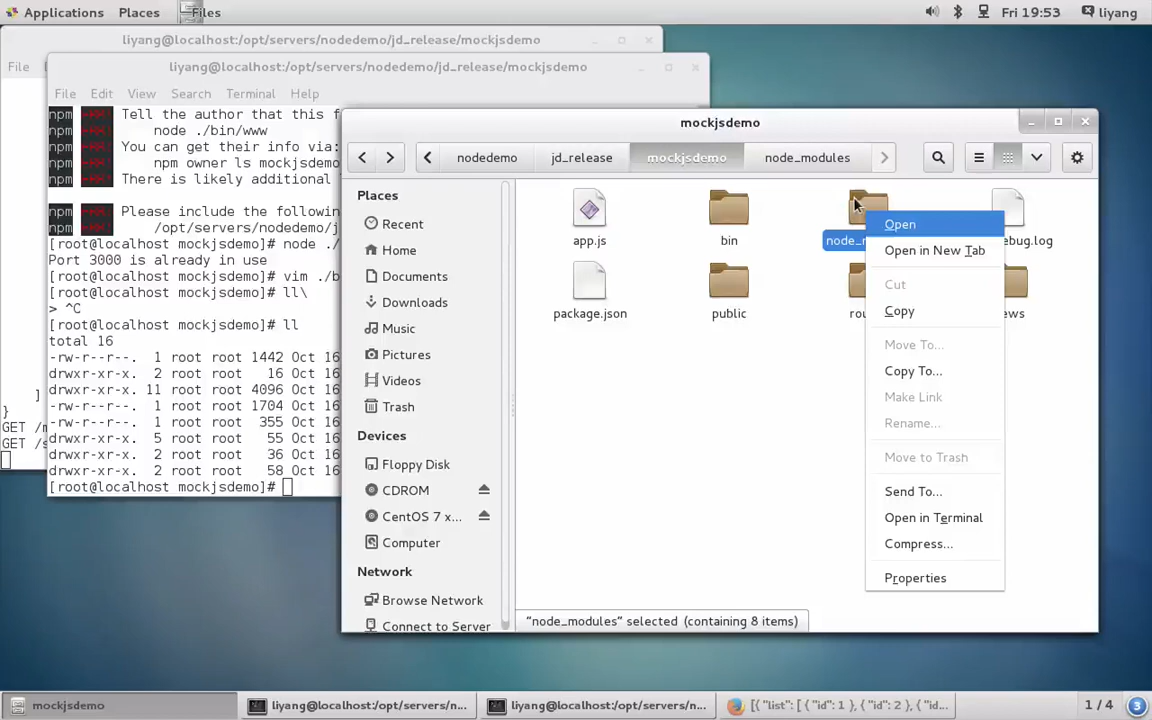 Applications Places Files Fri 19:53 liyang
liyang@localhost:/opt/servers/nodedemo/jd_release/mockjsdemo
File
liyang@localhost:/opt/servers/nodedemo/jd_release/mockjsdemo
File Edit View Search Terminal Help
npm Tell the author that this f
npm node ./bin/www
npm You can get their info via:
npm npm owner ls mockjsdemo
npm There is likely additional
npm Please include the followin
npm /opt/servers/nodedemo/j
[root@localhost mockjsdemo]# node ./
Port 3000 is already in use
[root@localhost mockjsdemo]# vim ./b
[root@localhost mockjsdemo]# ll\
> ^C
[root@localhost mockjsdemo]# ll
total 16
-rw-r--r--. 1 root root 1442 Oct 16
drwxr-xr-x. 2 root root 16 Oct 16
drwxr-xr-x. 11 root root 4096 Oct 16
-rw-r--r--. 1 root root 1704 Oct 16
-rw-r--r--. 1 root root 355 Oct 16
drwxr-xr-x. 5 root root 55 Oct 16
drwxr-xr-x. 2 root root 36 Oct 16
drwxr-xr-x. 2 root root 58 Oct 16
[root@localhost mockjsdemo]#
]
}
GET /m
GET /s
mockjsdemo
nodedemo jd_release mockjsdemo node_modules
Places
Recent
Home
Documents
Downloads
Music
Pictures
Videos
Trash
Devices
Floppy Disk
CDROM
CentOS 7 x...
Computer
Network
Browse Network
Connect to Server
app.js bin node_m ebug.log
package.json public rou ews
Open
Open in New Tab
Cut
Copy
Move To...
Copy To...
Make Link
Rename...
Move to Trash
Send To...
Open in Terminal
Compress...
Properties
"node_modules" selected (containing 8 items)
mockjsdemo liyang@localhost:/opt/servers/n... liyang@localhost:/opt/servers/no... [{ "list": [ { "id": 1 }, { "id": 2 }, { "id... 1 / 4 3